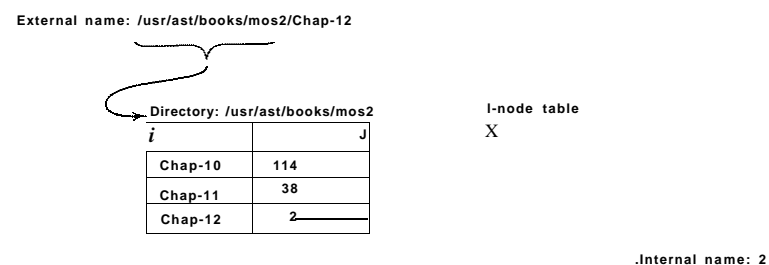 External name: /usr/ast/books/mos2/Chap-12
Directory: /usr/ast/books/mos2
I-node table
i J
X
Chap-10 114
Chap-11 38
Chap-12 2
.Internal name: 2